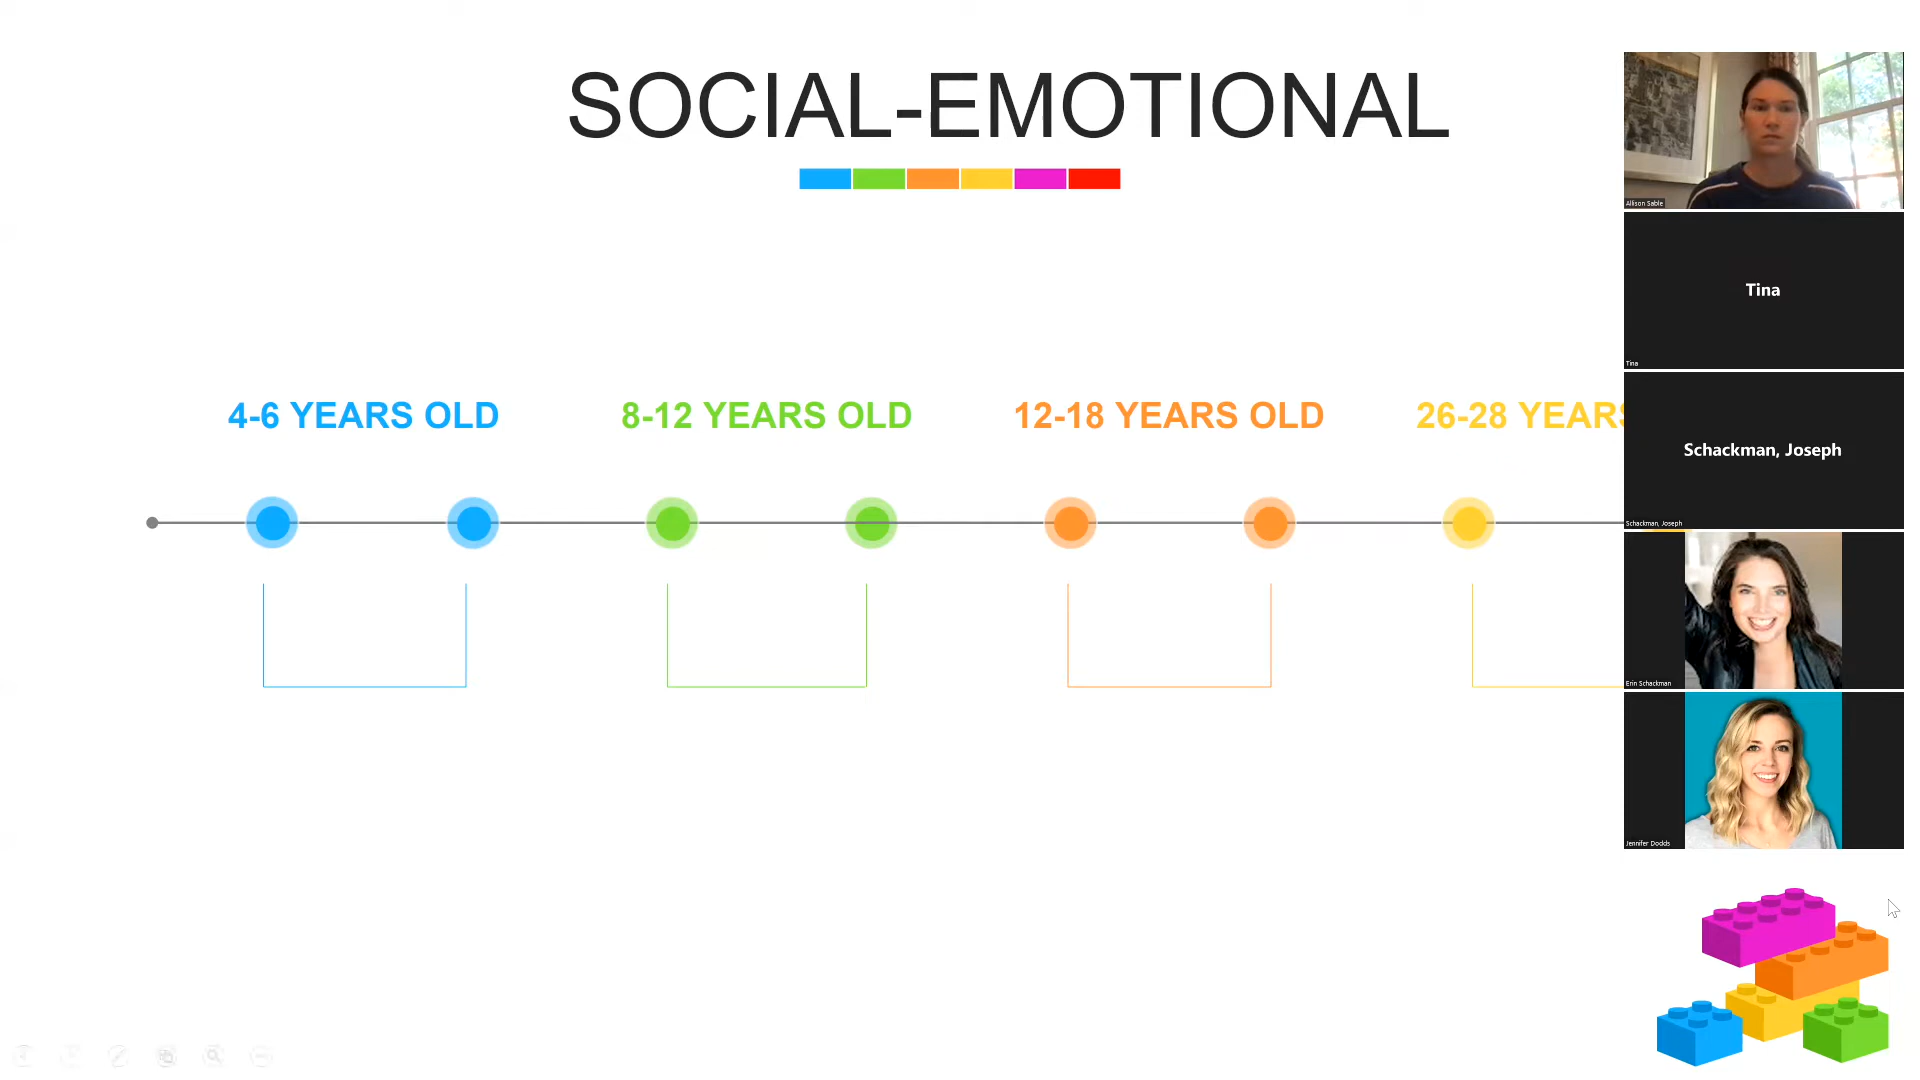 SOCIAL-EMOTIONAL
4-6 YEARS OLD
8-12 YEARS OLD
12-18 YEARS OLD
26-28 YEARS
Allison Sable
Tina
Tina
Schackman, Joseph
Schackman, Joseph
Erin Schackman
Jennifer Dodds